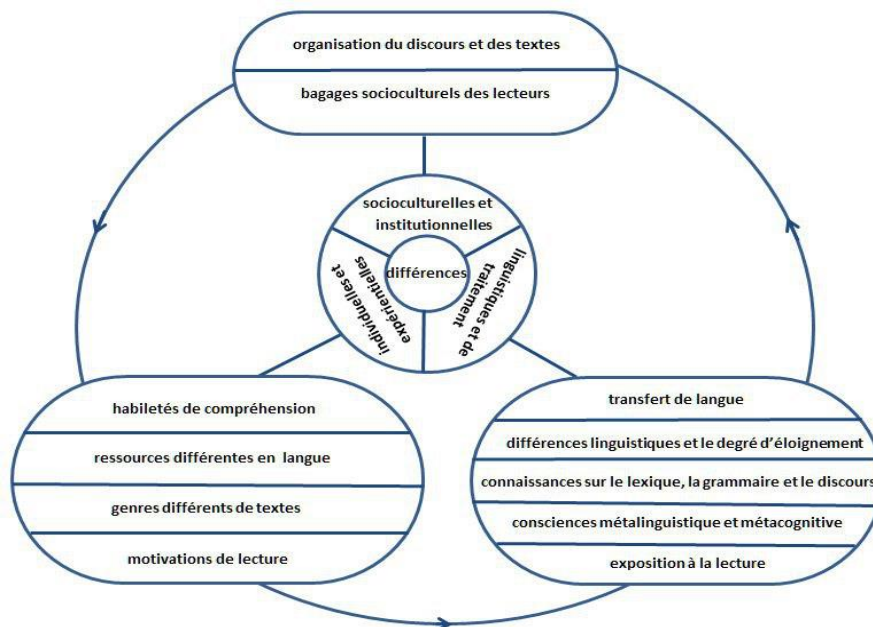 organisation du discours et des textes
bagages socioculturels des lecteurs
socioculturelles et
institutionnelles
différences
individuelles et
expérientielles
linguistiques et de
traitement
habiletés de compréhension
ressources différentes en langue
genres différents de textes
motivations de lecture
transfert de langue
différences linguistiques et le degré d'éloignement
connaissances sur le lexique, la grammaire et le discours
consciences métalinguistique et métacognitive
exposition à la lecture